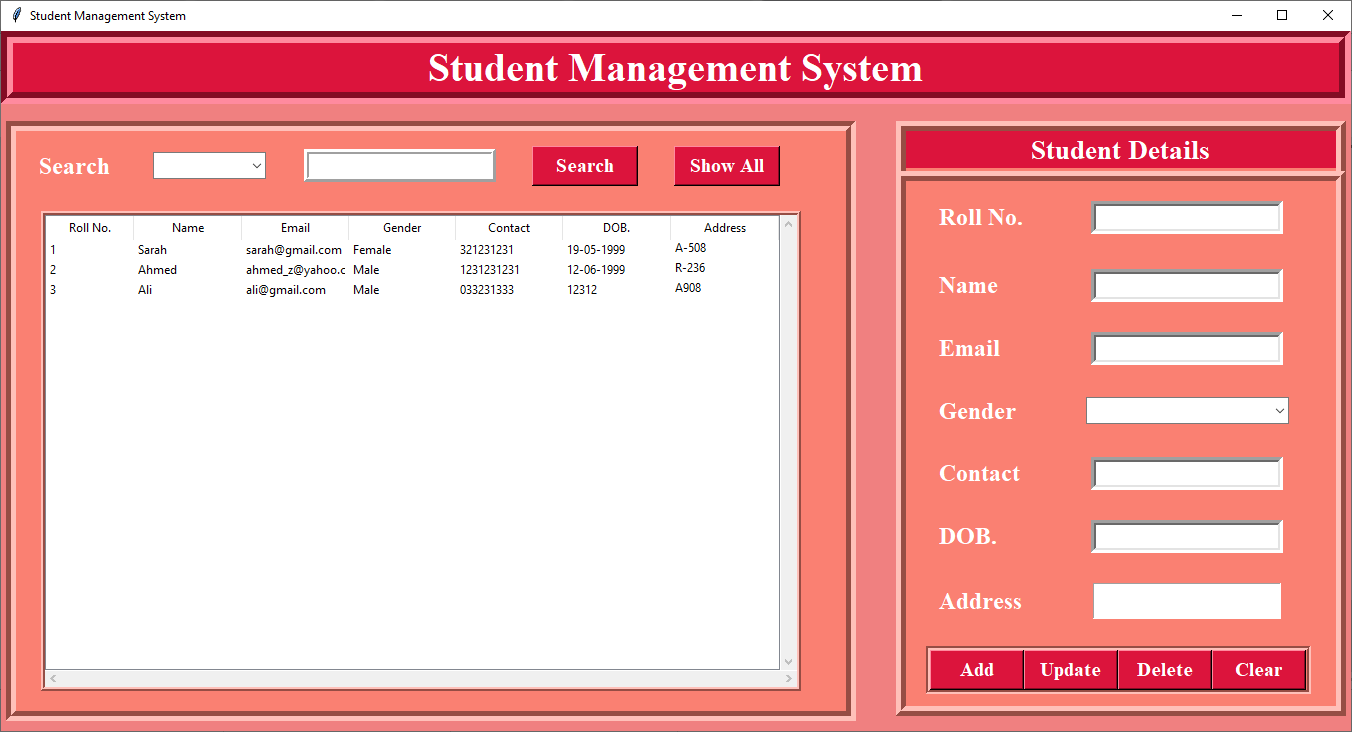 Student Management System
Student Management System
Search Search Show All
Roll No. Name Email Gender Contact DOB. Address
1 Sarah sarah@gmail.com Female 321231231 19-05-1999 A-508
2 Ahmed ahmed_z@yahoo.c Male 1231231231 12-06-1999 R-236
3 Ali ali@gmail.com Male 033231333 12312 A908
Student Details
Roll No.
Name
Email
Gender
Contact
DOB.
Address
Add Update Delete Clear